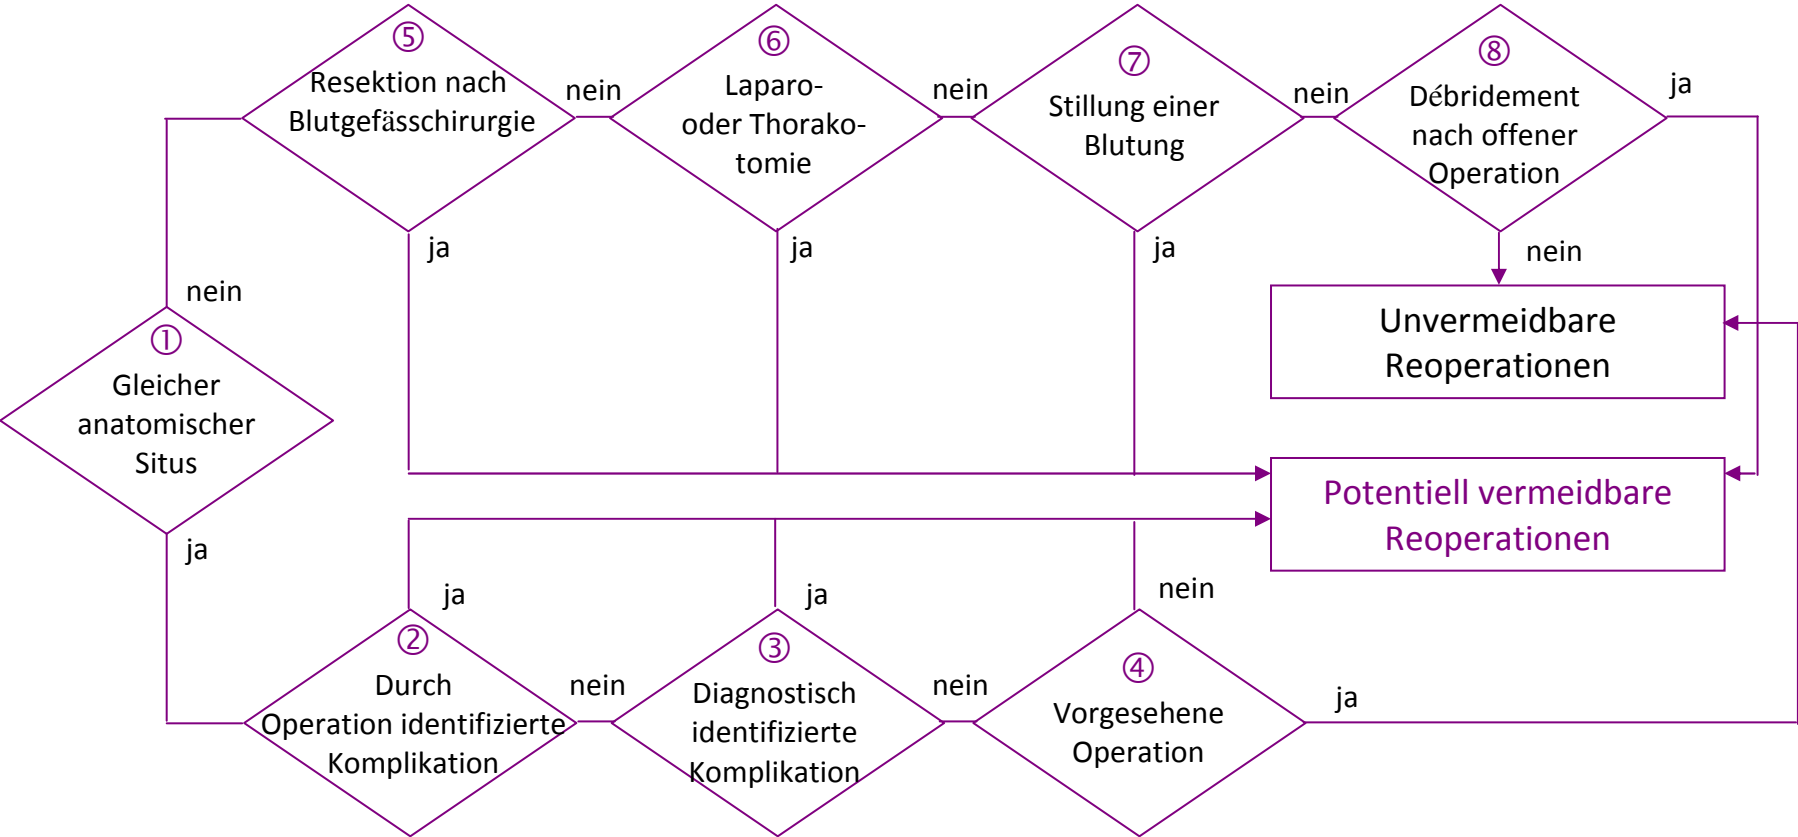 ⑤
Resektion nach
Blutgefässchirurgie
nein
ja
⑥
Laparo-
oder Thorako-
tomie
nein
ja
⑦
Stillung einer
Blutung
nein
ja
⑧
Débridement
nach offener
Operation
ja
nein
nein
①
Gleicher
anatomischer
Situs
ja
Unvermeidbare
Reoperationen
Potentiell vermeidbare
Reoperationen
ja
②
Durch
Operation identifizierte
Komplikation
nein
ja
③
Diagnostisch
identifizierte
Komplikation
nein
nein
④
Vorgesehene
Operation
ja